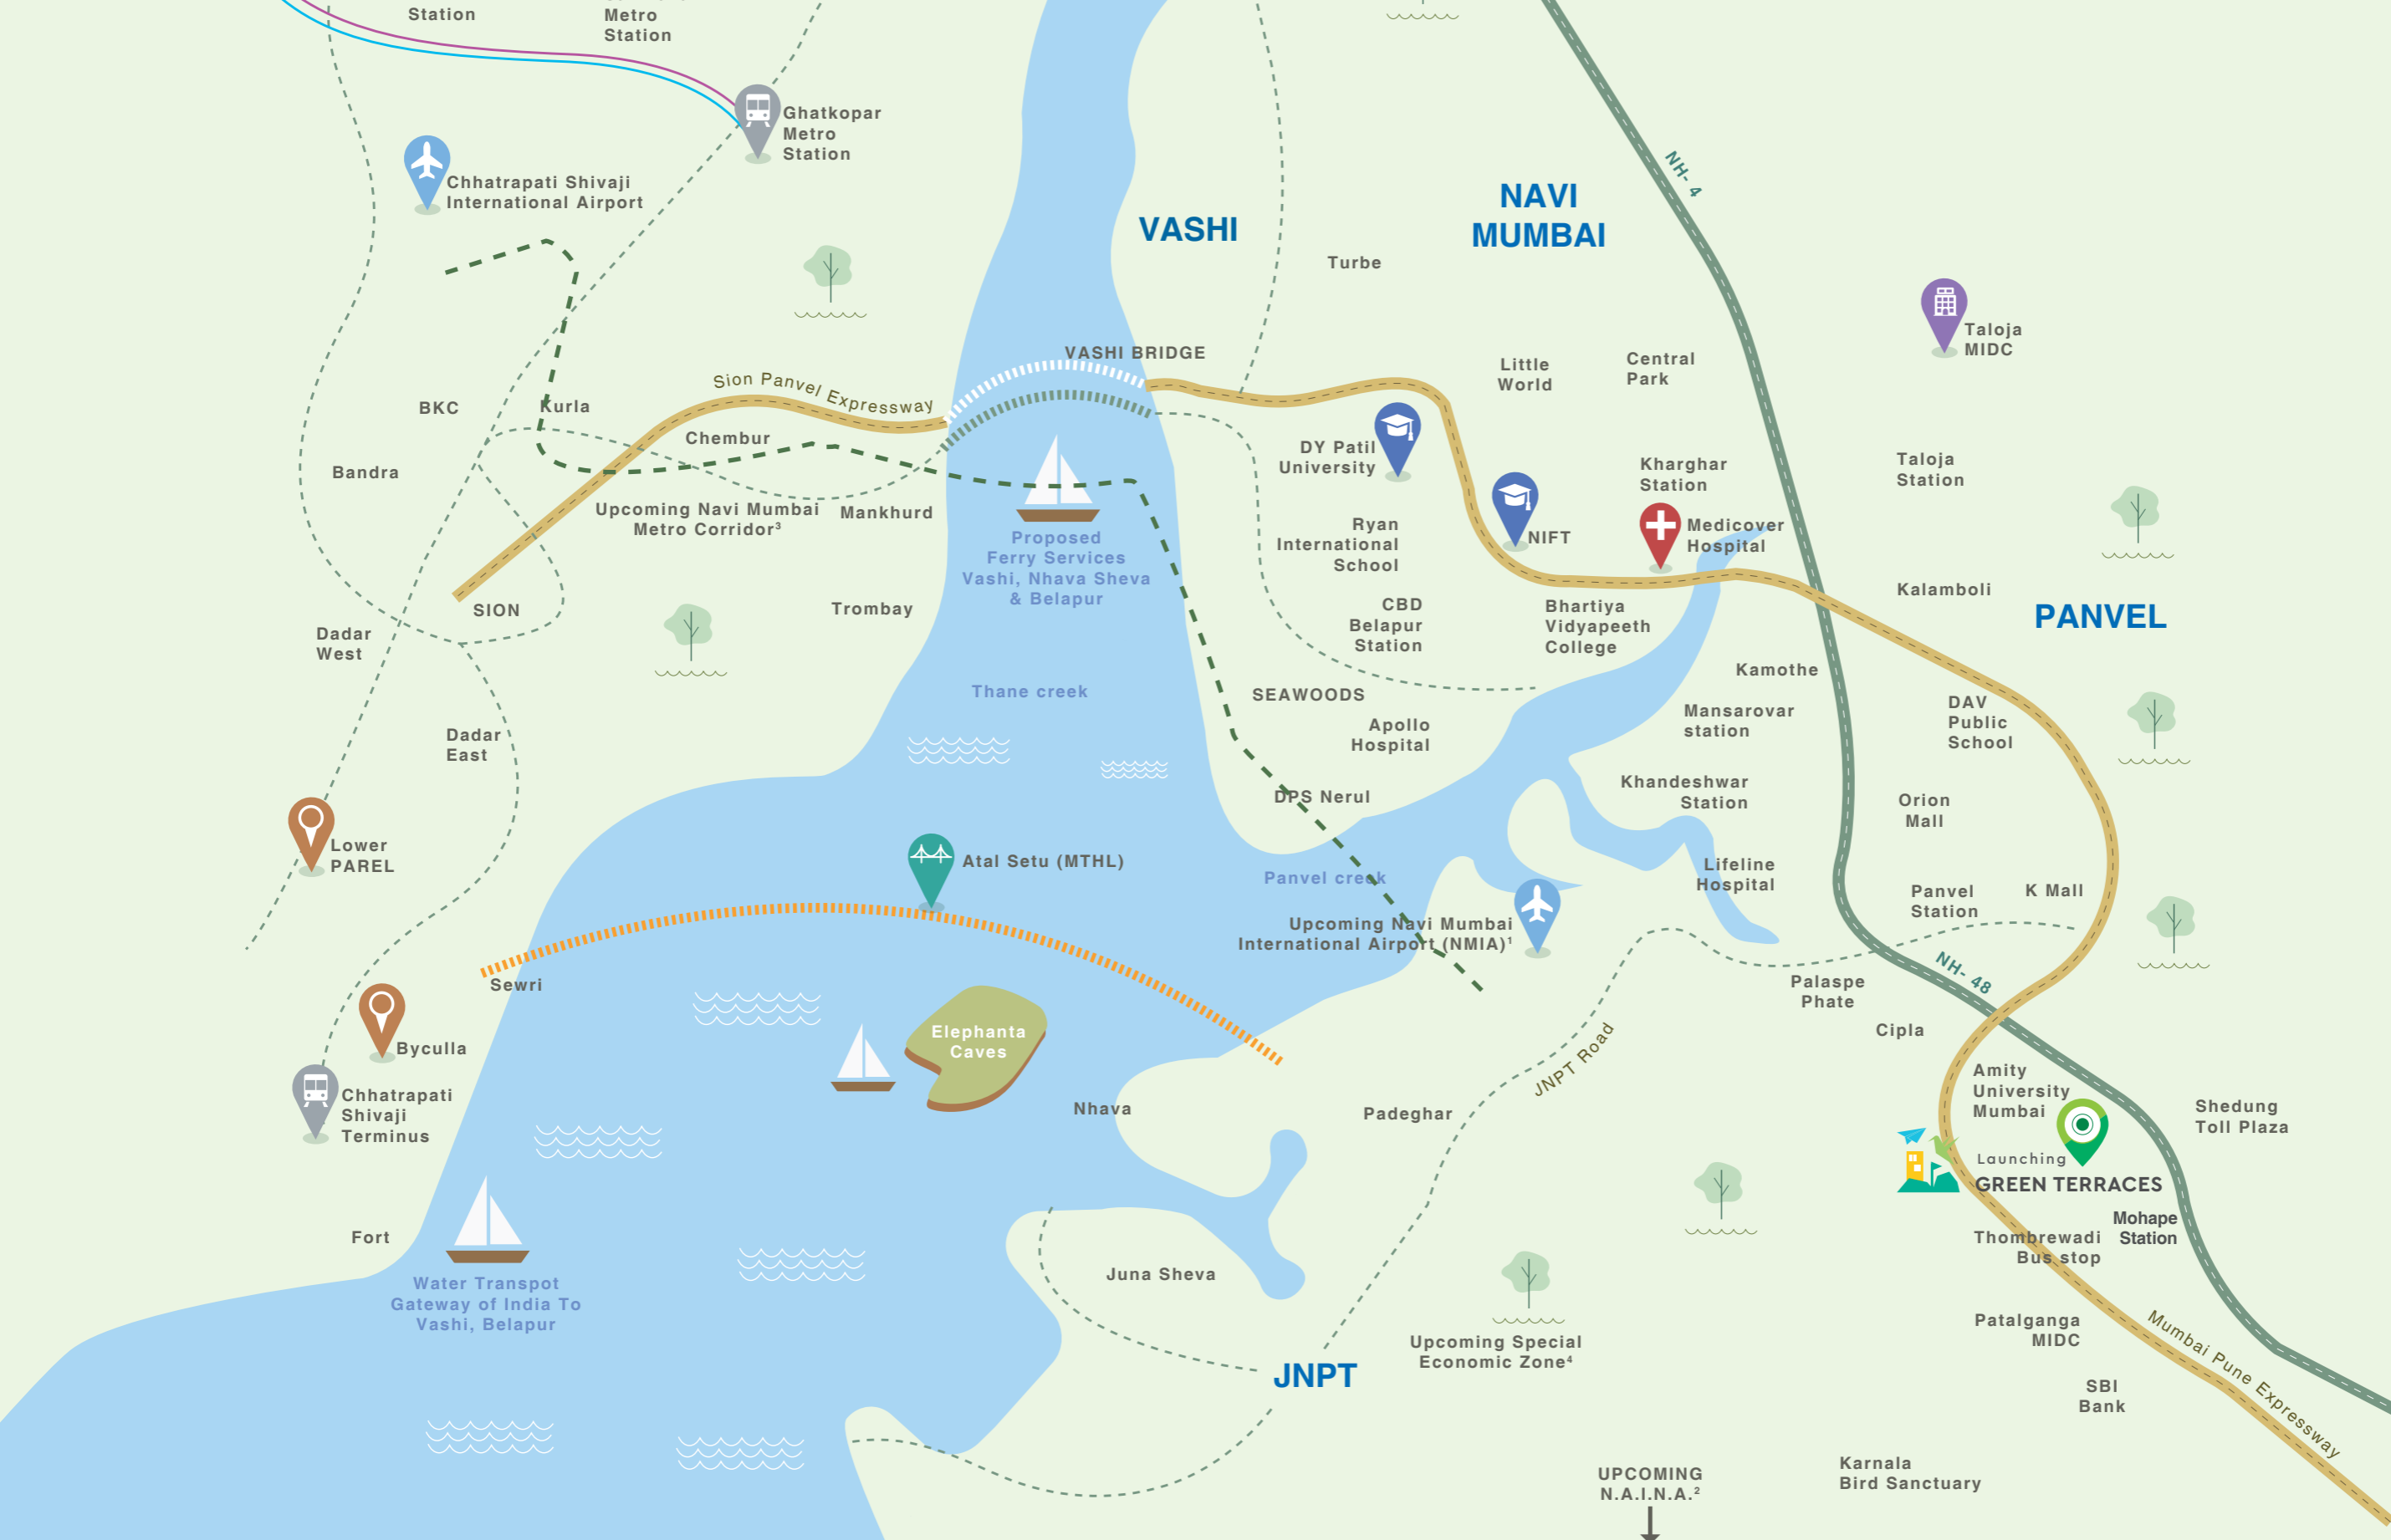 Station
Metro
Station
Ghatkopar
Metro
Station
Chhatrapati Shivaji
International Airport
NH- 4
NAVI
MUMBAI
VASHI
Turbe
Taloja
MIDC
VASHI BRIDGE
Little
World
Central
Park
Sion Panvel Expressway
BKC
Kurla
Chembur
Bandra
DY Patil
University
Kharghar
Station
Taloja
Station
Upcoming Navi Mumbai
Metro Corridor³
Mankhurd
Proposed
Ferry Services
Vashi, Nhava Sheva
& Belapur
Ryan
International
School
NIFT
Medicover
Hospital
Kalamboli
PANVEL
SION
Trombay
CBD
Belapur
Station
Bhartiya
Vidyapeeth
College
Dadar
West
Kamothe
Thane creek
SEAWOODS
Mansarovar
station
DAV
Public
School
Dadar
East
Apollo
Hospital
DPS Nerul
Khandeshwar
Station
Orion
Mall
Lower
PAREL
Atal Setu (MTHL)
Panvel creek
Lifeline
Hospital
Panvel
Station
K Mall
Upcoming Navi Mumbai
International Airport (NMIA)¹
Sewri
NH- 48
Palaspe
Phate
Cipla
Elephanta
Caves
Byculla
JNPT Road
Amity
University
Mumbai
Chhatrapati
Shivaji
Terminus
Nhava
Padeghar
Shedung
Toll Plaza
Launching
GREEN TERRACES
Mohape
Station
Thombrewadi
Bus stop
Fort
Juna Sheva
Water Transpot
Gateway of India To
Vashi, Belapur
Upcoming Special
Economic Zone⁴
JNPT
Patalganga
MIDC
Mumbai Pune Expressway
SBI
Bank
Karnala
Bird Sanctuary
UPCOMING
N.A.I.N.A.²